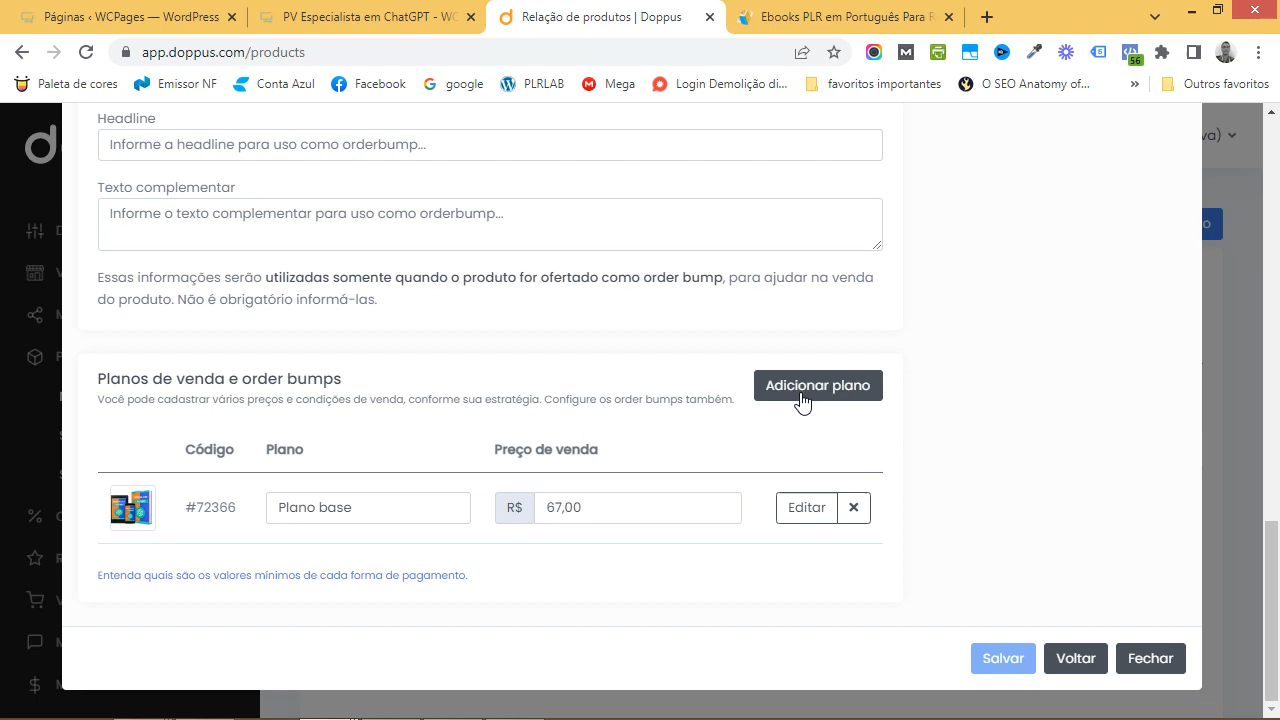 Páginas ‹ WCPages — WordPress
PV Especialista em ChatGPT - WC
Relação de produtos | Doppus
Ebooks PLR em Português Para R
app.doppus.com/products
56
Paleta de cores
Emissor NF
Conta Azul
Facebook
google
PLRLAB
Mega
Login Demolição di...
favoritos importantes
O SEO Anatomy of...
»
Outros favoritos
va)
Headline
Informe a headline para uso como orderbump...
Texto complementar
Informe o texto complementar para uso como orderbump...
Essas informações serão utilizadas somente quando o produto for ofertado como order bump, para ajudar na venda
do produto. Não é obrigatório informá-las.
Planos de venda e order bumps
Adicionar plano
Você pode cadastrar vários preços e condições de venda, conforme sua estratégia. Configure os order bumps também.
Código Plano Preço de venda
#72366 Plano base R$ 67,00 Editar
Entenda quais são os valores mínimos de cada forma de pagamento.
Salvar Voltar Fechar